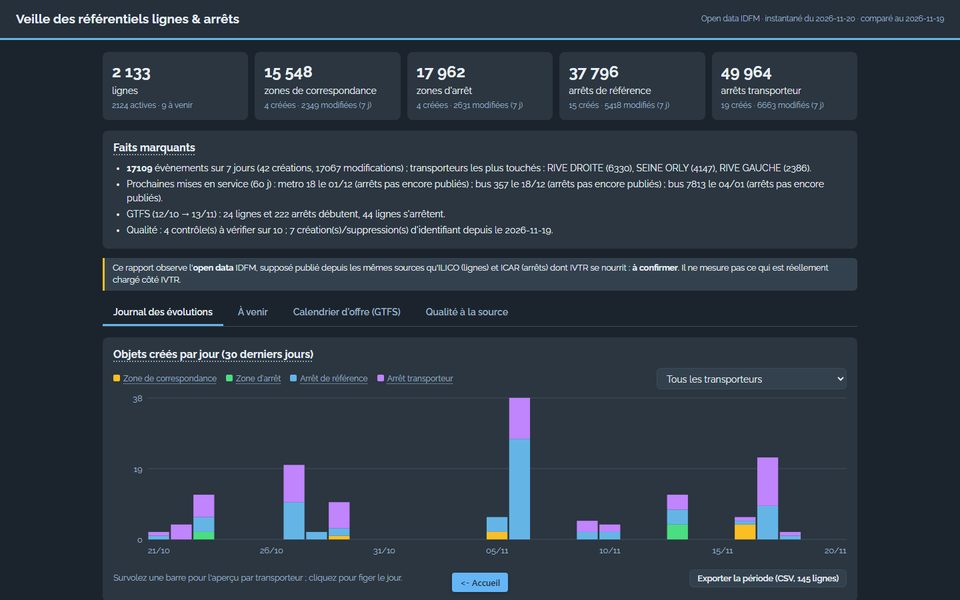 Veille des référentiels lignes & arrêts
Open data IDFM · instantané du 2026-11-20 · comparé au 2026-11-19
2 133
lignes
2124 actives · 9 à venir
15 548
zones de correspondance
4 créées · 2349 modifiées (7 j)
17 962
zones d'arrêt
4 créées · 2631 modifiées (7 j)
37 796
arrêts de référence
15 créés · 5418 modifiés (7 j)
49 964
arrêts transporteur
19 créés · 6663 modifiés (7 j)
Faits marquants
• 17109 évènements sur 7 jours (42 créations, 17067 modifications) ; transporteurs les plus touchés : RIVE DROITE (6330), SEINE ORLY (4147), RIVE GAUCHE (2386).
• Prochaines mises en service (60 j) : metro 18 le 01/12 (arrêts pas encore publiés) ; bus 357 le 18/12 (arrêts pas encore publiés) ; bus 7813 le 04/01 (arrêts pas encore
publiés).
• GTFS (12/10 → 13/11) : 24 lignes et 222 arrêts débutent, 44 lignes s'arrêtent.
• Qualité : 4 contrôle(s) à vérifier sur 10 ; 7 création(s)/suppression(s) d'identifiant depuis le 2026-11-19.
Ce rapport observe l'open data IDFM, supposé publié depuis les mêmes sources qu'ILICO (lignes) et ICAR (arrêts) dont IVTR se nourrit : à confirmer. Il ne mesure pas ce qui est réellement
chargé côté IVTR.
Journal des évolutions
À venir
Calendrier d'offre (GTFS)
Qualité à la source
Objets créés par jour (30 derniers jours)
Zone de correspondance
Zone d'arrêt
Arrêt de référence
Arrêt transporteur
Tous les transporteurs
38
19
0
21/10
26/10
31/10
05/11
10/11
15/11
20/11
Survolez une barre pour l'aperçu par transporteur ; cliquez pour figer le jour.
<- Accueil
Exporter la période (CSV, 145 lignes)